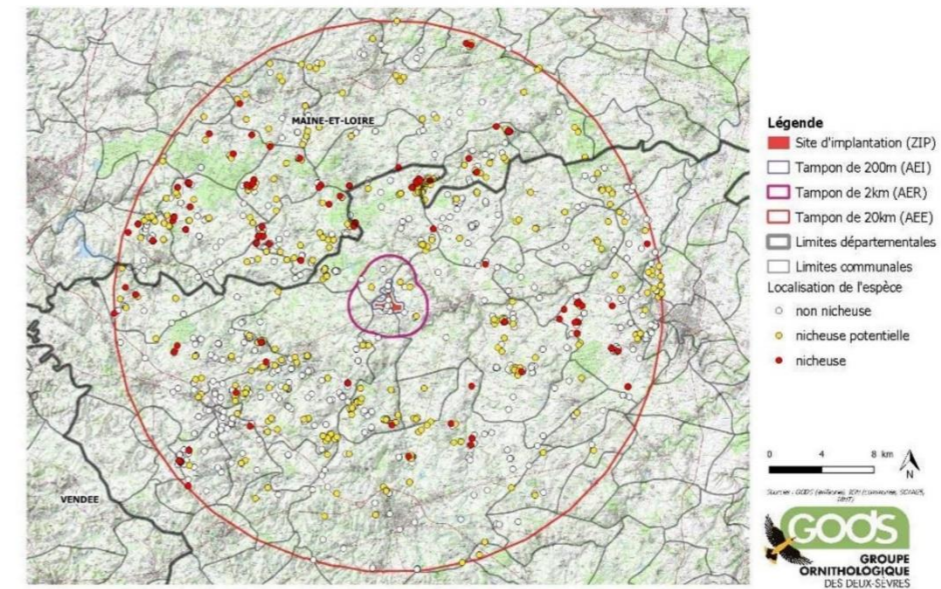 MAINE-ET-LOIRE
VENDEE
Légende
Site d'implantation (ZIP)
Tampon de 200m (AEI)
Tampon de 2km (AER)
Tampon de 20km (AEE)
Limites départementales
Limites communales
Localisation de l'espèce
non nicheuse
nicheuse potentielle
nicheuse
0 4 8 km
N
GODS
GROUPE
ORNITHOLOGIQUE
DES DEUX-SÈVRES